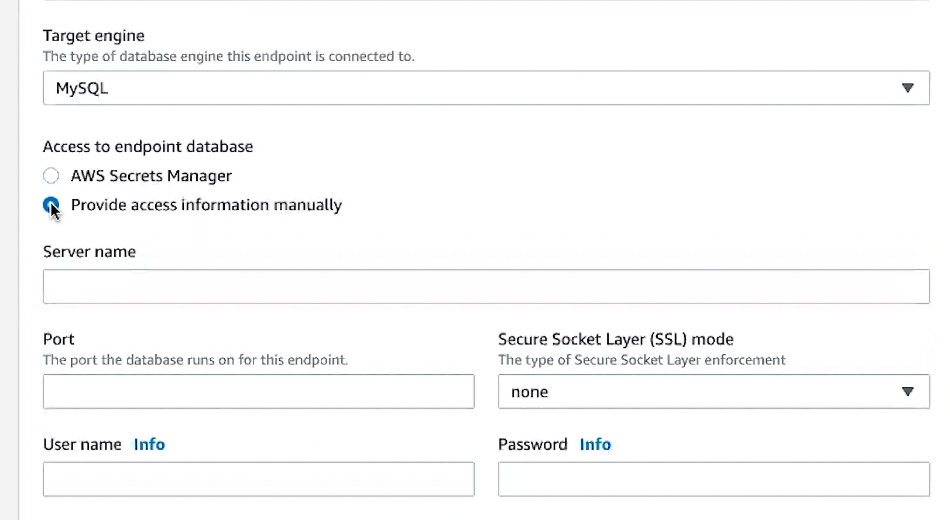 Target engine
The type of database engine this endpoint is connected to.
MySQL
Access to endpoint database
AWS Secrets Manager
Provide access information manually
Server name
Port
The port the database runs on for this endpoint.
Secure Socket Layer (SSL) mode
The type of Secure Socket Layer enforcement
none
User name Info
Password Info